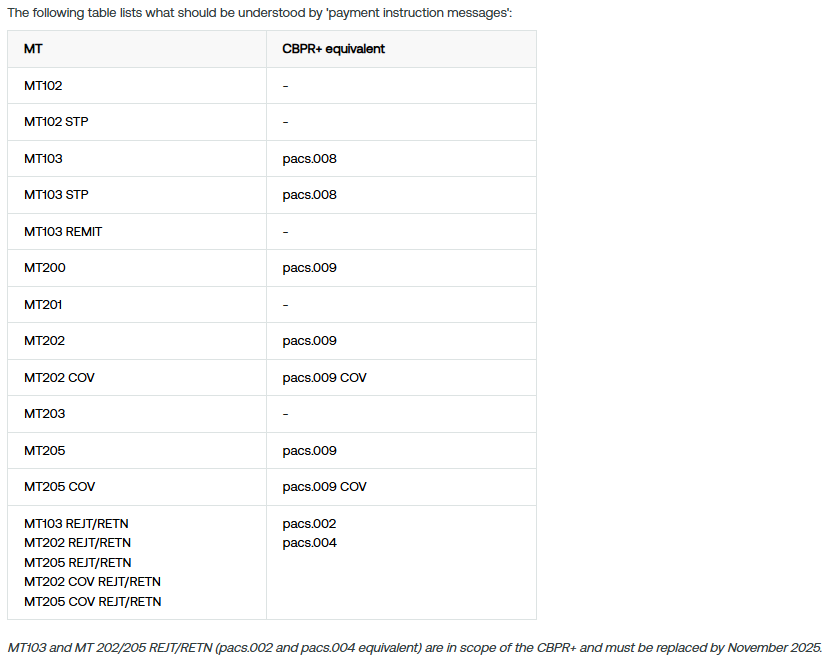 The following table lists what should be understood by 'payment instruction messages':
MT CBPR+ equivalent
MT102 -
MT102 STP -
MT103 pacs.008
MT103 STP pacs.008
MT103 REMIT -
MT200 pacs.009
MT201 -
MT202 pacs.009
MT202 COV pacs.009 COV
MT203 -
MT205 pacs.009
MT205 COV pacs.009 COV
MT103 REJT/RETN pacs.002
MT202 REJT/RETN pacs.004
MT205 REJT/RETN
MT202 COV REJT/RETN
MT205 COV REJT/RETN
MT103 and MT 202/205 REJT/RETN (pacs.002 and pacs.004 equivalent) are in scope of the CBPR+ and must be replaced by November 2025.